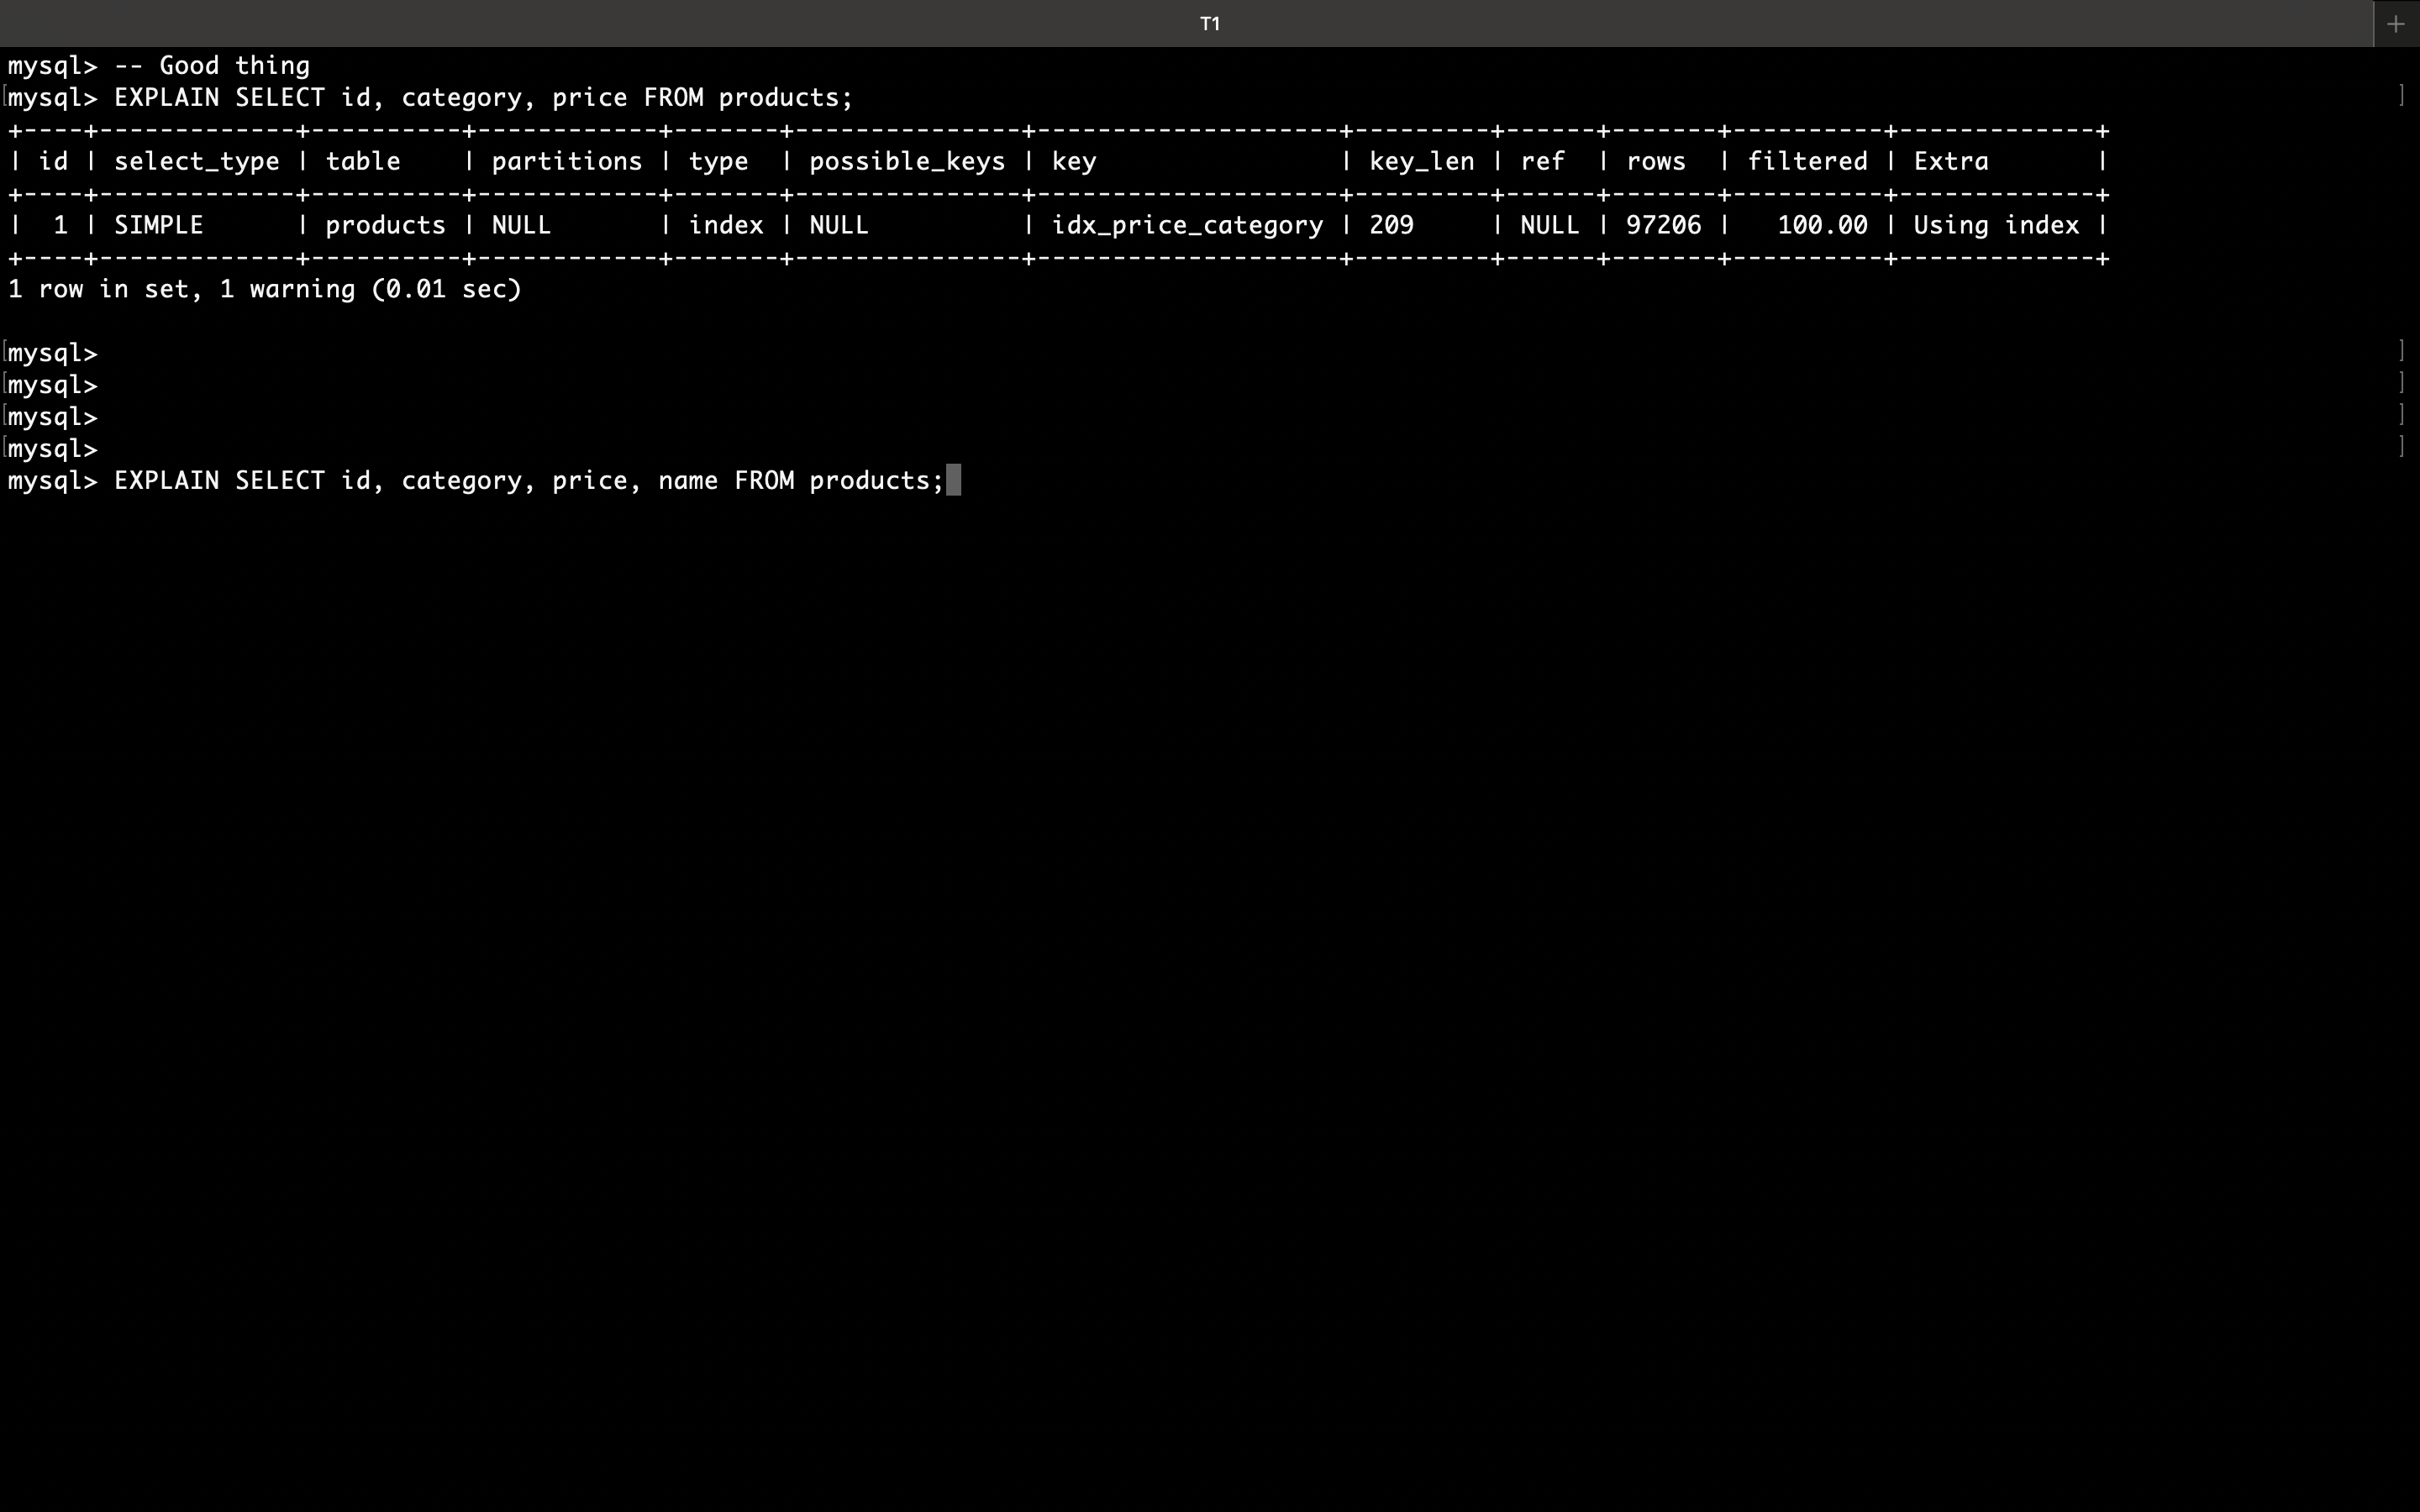 T1
+
mysql> -- Good thing
[mysql> EXPLAIN SELECT id, category, price FROM products; ]
+----+-------------+----------+------------+-------+---------------+--------------------+---------+------+-------+----------+-------------+
| id | select_type | table    | partitions | type  | possible_keys | key                | key_len | ref  | rows  | filtered | Extra       |
+----+-------------+----------+------------+-------+---------------+--------------------+---------+------+-------+----------+-------------+
|  1 | SIMPLE      | products | NULL       | index | NULL          | idx_price_category | 209     | NULL | 97206 |   100.00 | Using index |
+----+-------------+----------+------------+-------+---------------+--------------------+---------+------+-------+----------+-------------+
1 row in set, 1 warning (0.01 sec)
[mysql> ]
[mysql> ]
[mysql> ]
[mysql> ]
mysql> EXPLAIN SELECT id, category, price, name FROM products;